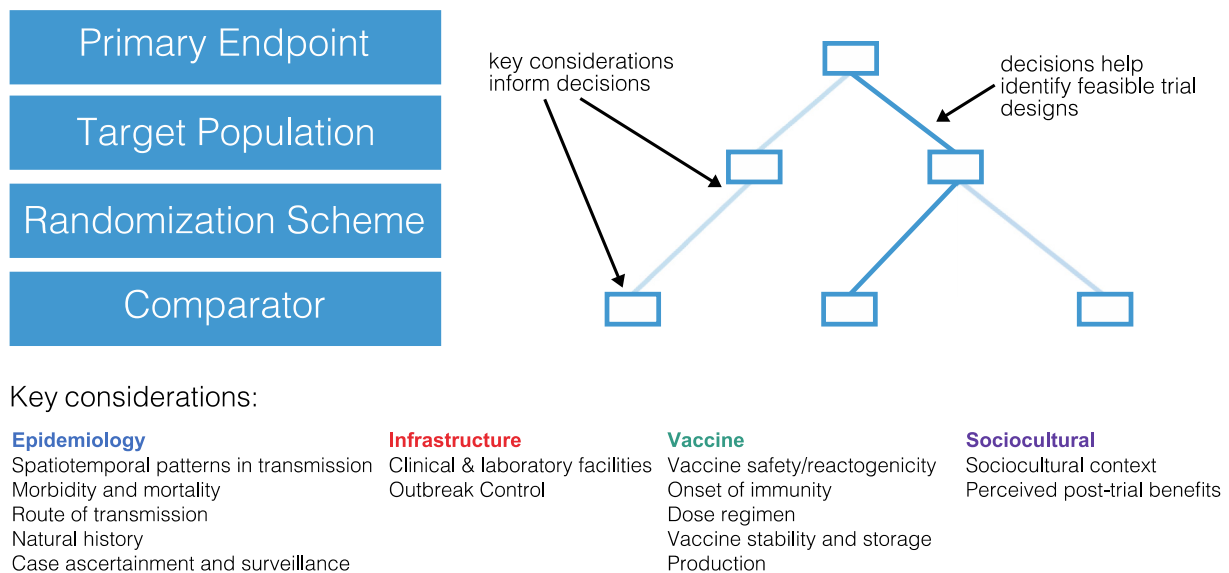 Primary Endpoint
Target Population
Randomization Scheme
Comparator
key considerations
inform decisions
decisions help
identify feasible trial
designs
Key considerations:
Epidemiology
Spatiotemporal patterns in transmission
Morbidity and mortality
Route of transmission
Natural history
Case ascertainment and surveillance
Infrastructure
Clinical & laboratory facilities
Outbreak Control
Vaccine
Vaccine safety/reactogenicity
Onset of immunity
Dose regimen
Vaccine stability and storage
Production
Sociocultural
Sociocultural context
Perceived post-trial benefits